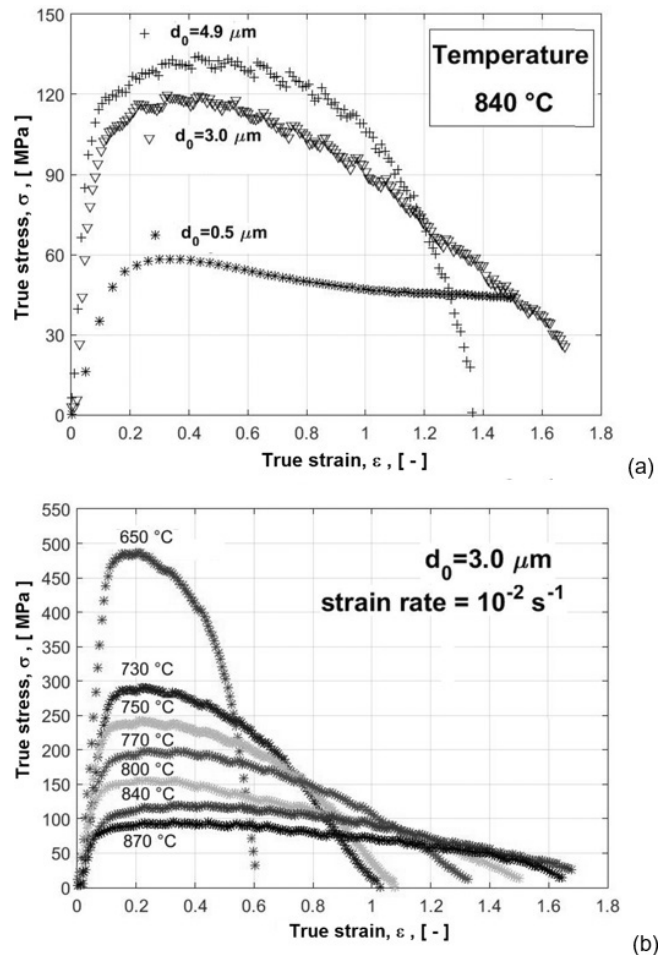 150
120
90
60
30
0
True stress, σ , [ MPa]
+ d₀=4.9 μm
▽ d₀=3.0 μm
* d₀=0.5 μm
Temperature
840 °C
0 0.2 0.4 0.6 0.8 1 1.2 1.4 1.6 1.8
True strain, ε , [ - ]
(a)
550
500
450
400
350
300
250
200
150
100
50
0
True stress, σ , [ MPa]
650 °C
d₀=3.0 μm
strain rate = 10⁻² s⁻¹
730 °C
750 °C
770 °C
800 °C
840 °C
870 °C
0 0.2 0.4 0.6 0.8 1 1.2 1.4 1.6 1.8
True strain, ε , [ - ]
(b)